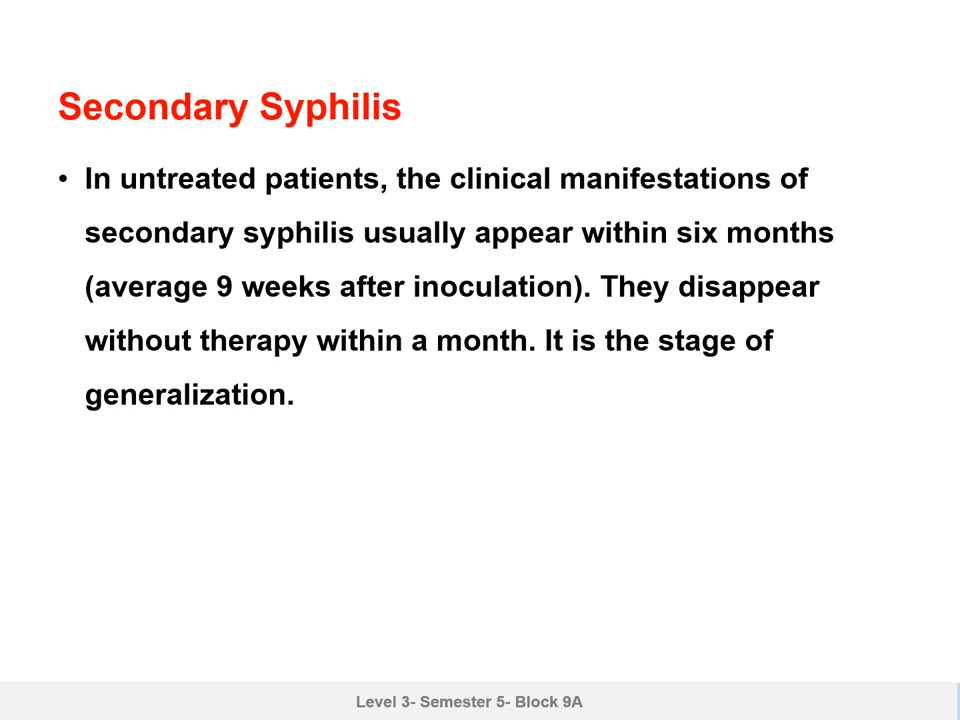 Secondary Syphilis
• In untreated patients, the clinical manifestations of
secondary syphilis usually appear within six months
(average 9 weeks after inoculation). They disappear
without therapy within a month. It is the stage of
generalization.
Level 3- Semester 5- Block 9A